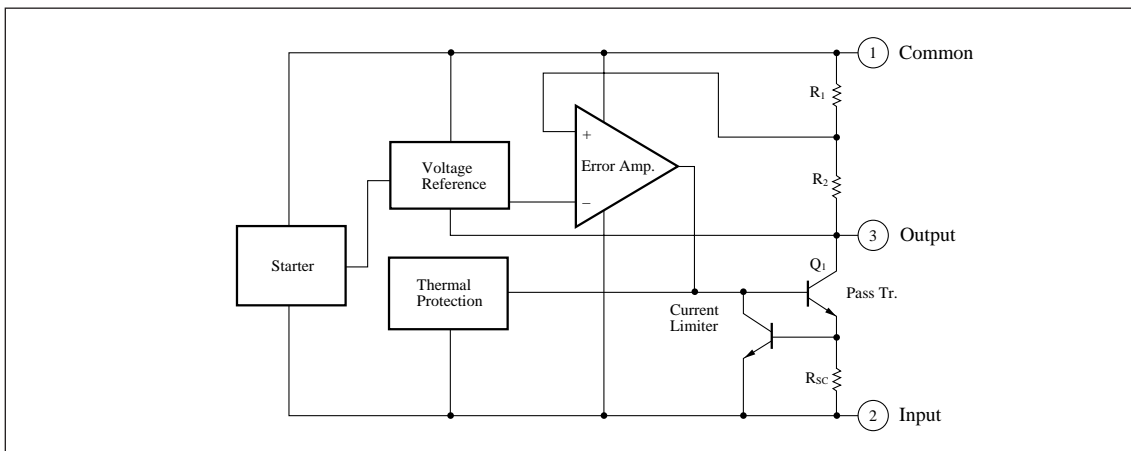 1 Common
R1
+
Error Amp.
−
Voltage
Reference
R2
Starter
3 Output
Q1
Thermal
Protection
Pass Tr.
Current
Limiter
RSC
2 Input